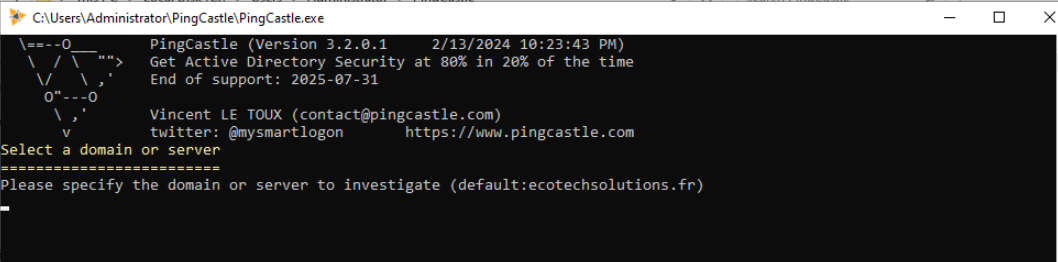 C:\Users\Administrator\PingCastle\PingCastle.exe
\==--O___      PingCastle (Version 3.2.0.1     2/13/2024 10:23:43 PM)
\  / \  "">   Get Active Directory Security at 80% in 20% of the time
\/   \ ,'    End of support: 2025-07-31
O"---O
\ ,'       Vincent LE TOUX (contact@pingcastle.com)
v         twitter: @mysmartlogon       https://www.pingcastle.com
Select a domain or server
=========================
Please specify the domain or server to investigate (default:ecotechsolutions.fr)